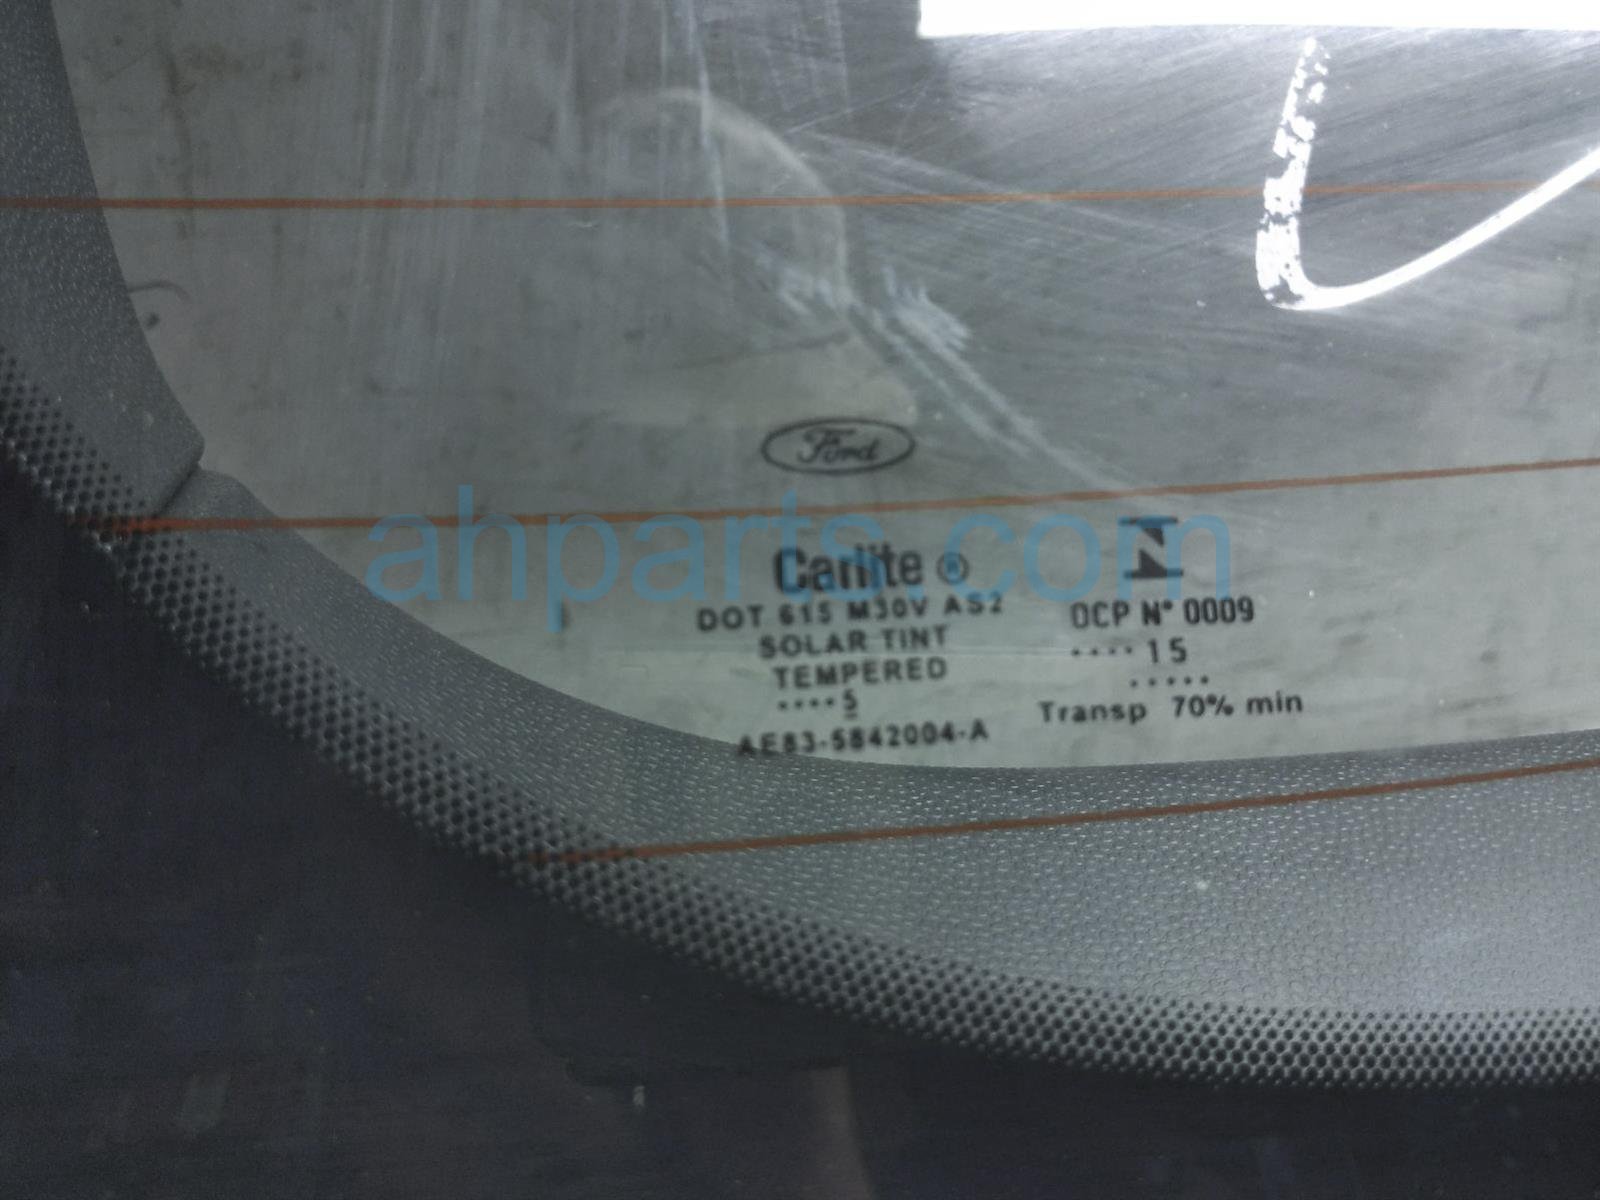 Ford
Carlite ®
DOT 615 M30V AS2
SOLAR TINT
TEMPERED
····5
AE83-5842004-A
N
OCP N° 0009
····15
·····
Transp 70% min
ahparts.com